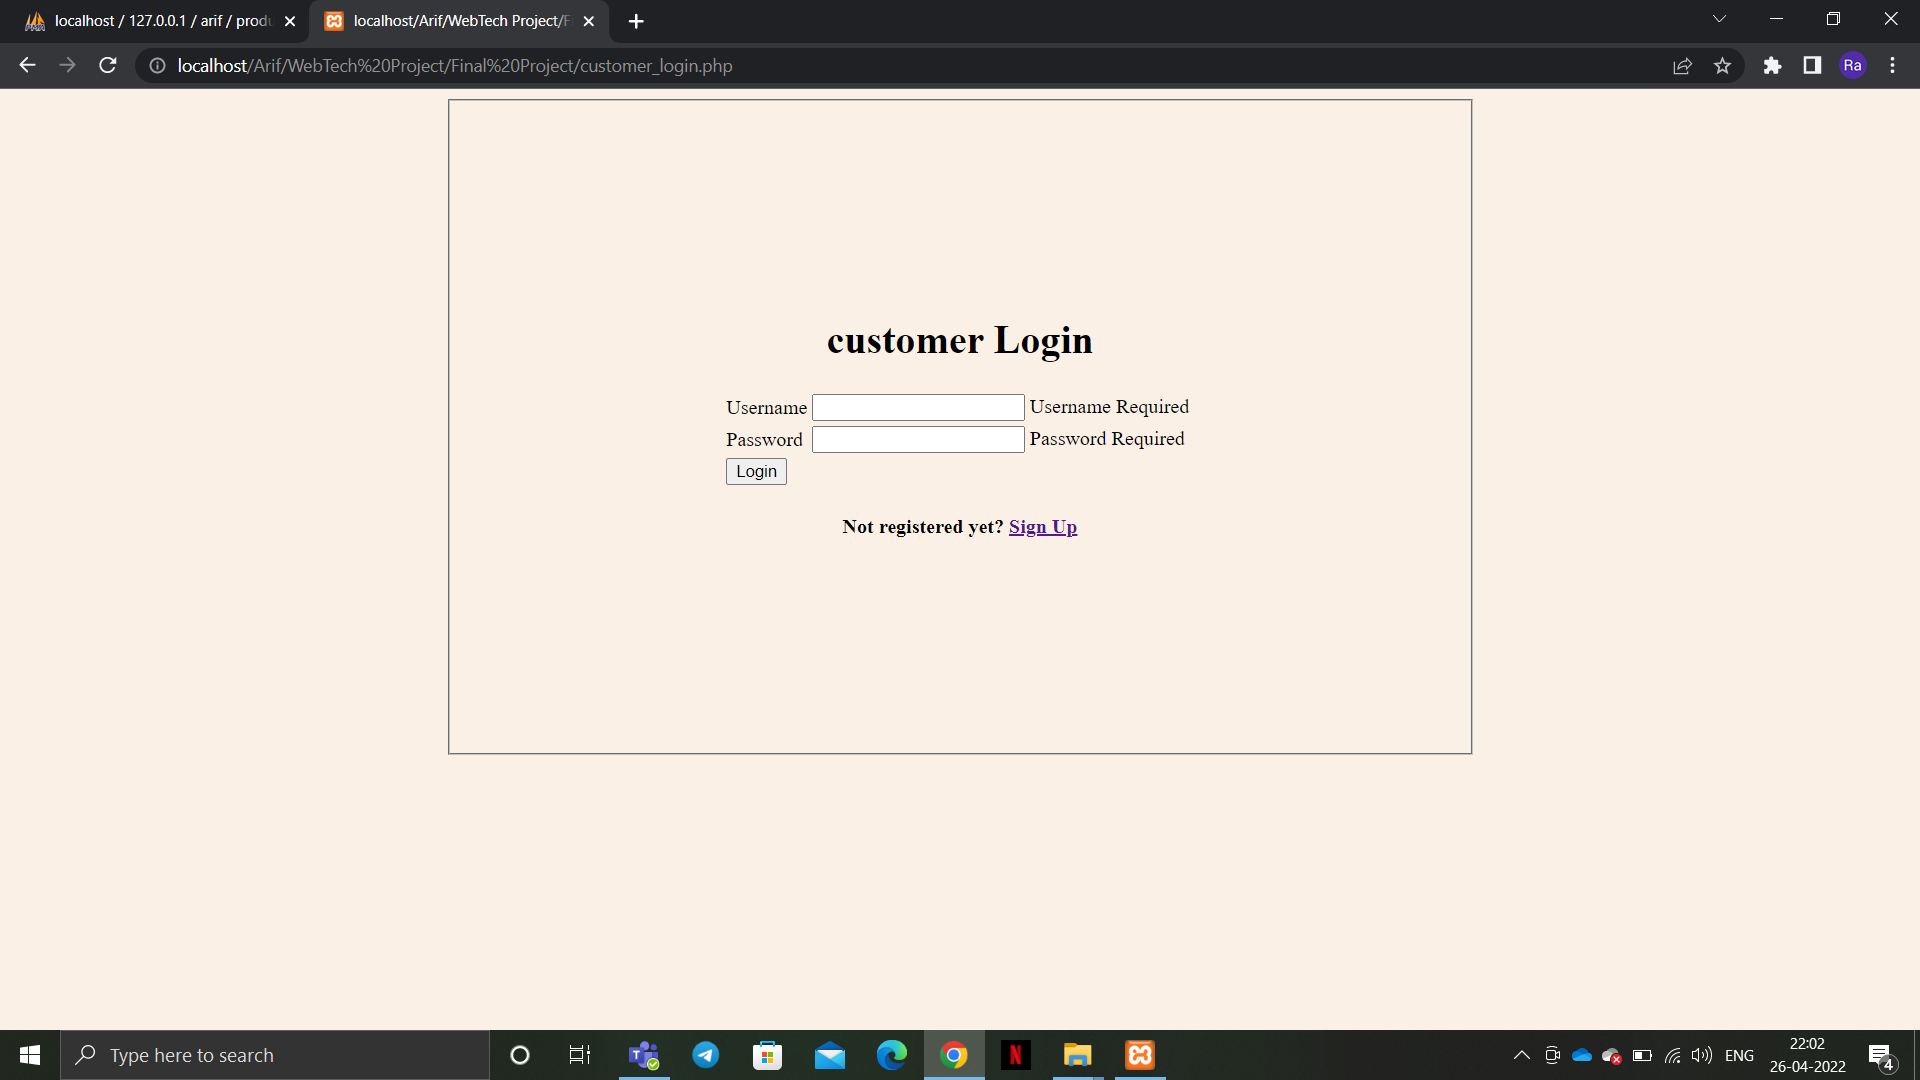 localhost / 127.0.0.1 / arif / produ
localhost/Arif/WebTech Project/F
localhost/Arif/WebTech%20Project/Final%20Project/customer_login.php
Ra
customer Login
Username Username Required
Password Password Required
Login
Not registered yet? Sign Up
Type here to search
T
N
ENG
22:02
26-04-2022
4